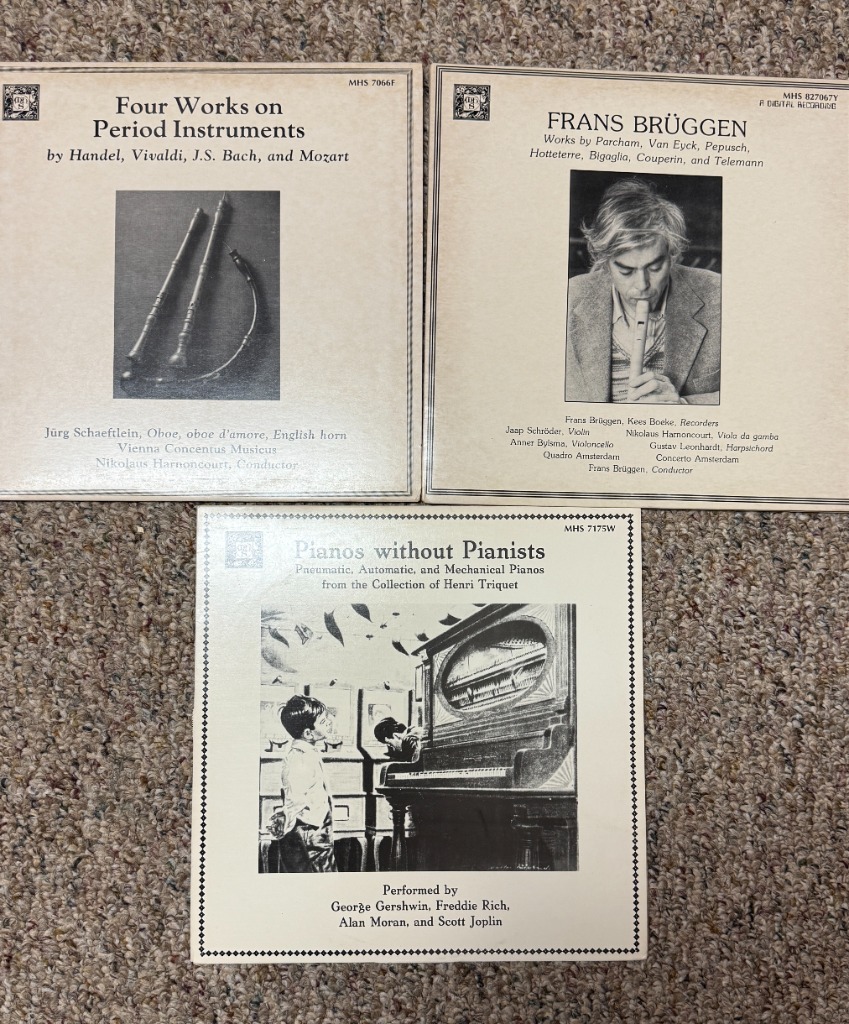 MHS 7066F
Four Works on
Period Instruments
by Handel, Vivaldi, J.S. Bach, and Mozart
Jürg Schaeftlein, Oboe, oboe d'amore, English horn
Vienna Concentus Musicus
Nikolaus Harnoncourt, Conductor
MHS 827067Y
A DIGITAL RECORDING
FRANS BRÜGGEN
Works by Parcham, Van Eyck, Pepusch,
Hotteterre, Bigaglia, Couperin, and Telemann
Frans Brüggen, Kees Boeke, Recorders
Jaap Schröder, Violin Nikolaus Harnoncourt, Viola da gamba
Anner Bylsma, Violoncello Gustav Leonhardt, Harpsichord
Quadro Amsterdam Concerto Amsterdam
Frans Brüggen, Conductor
MHS 7175W
Pianos without Pianists
Pneumatic, Automatic, and Mechanical Pianos
from the Collection of Henri Triquet
Performed by
George Gershwin, Freddie Rich,
Alan Moran, and Scott Joplin